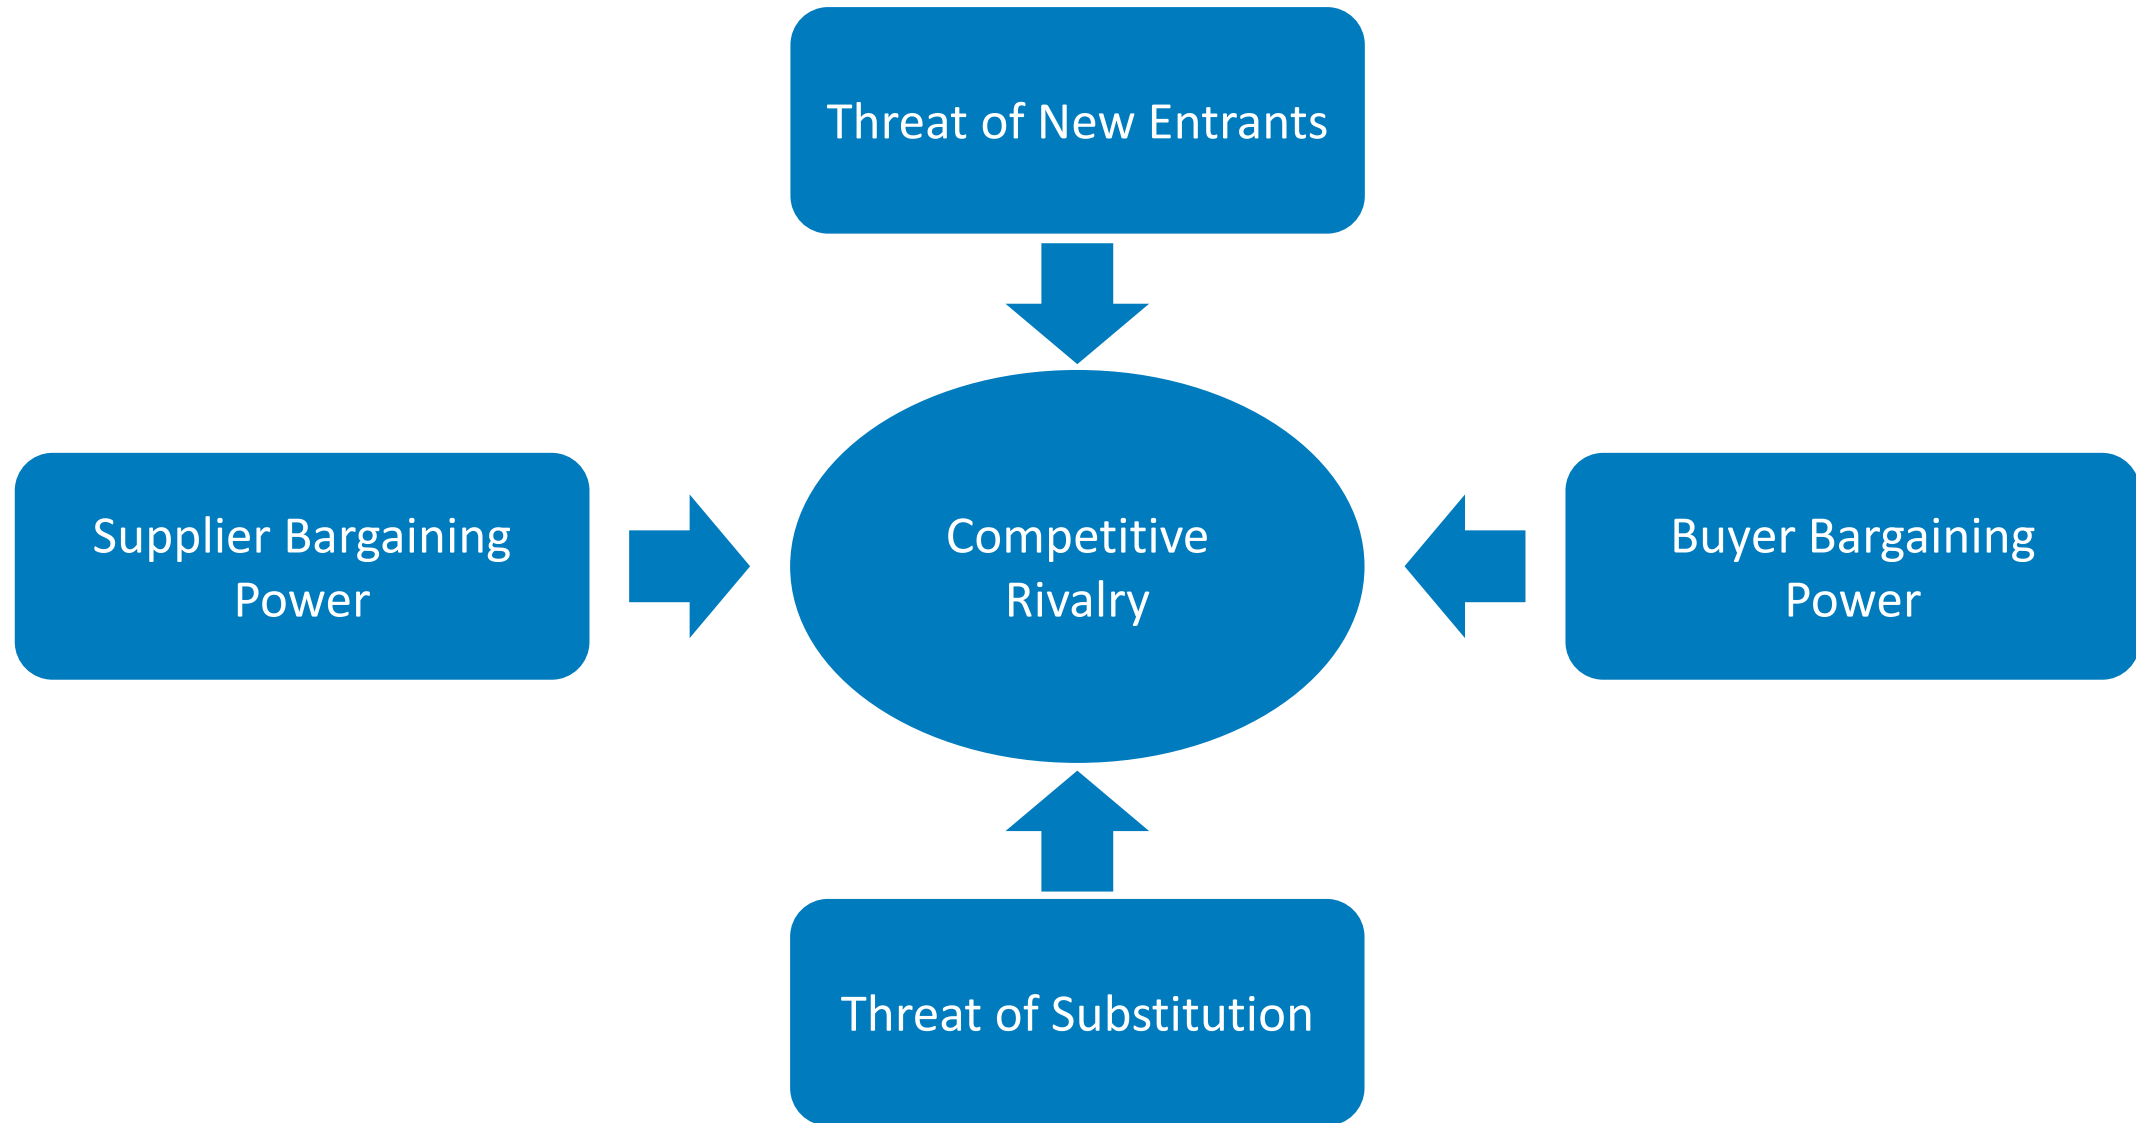 Threat of New Entrants
Supplier Bargaining
Power
Competitive
Rivalry
Buyer Bargaining
Power
Threat of Substitution